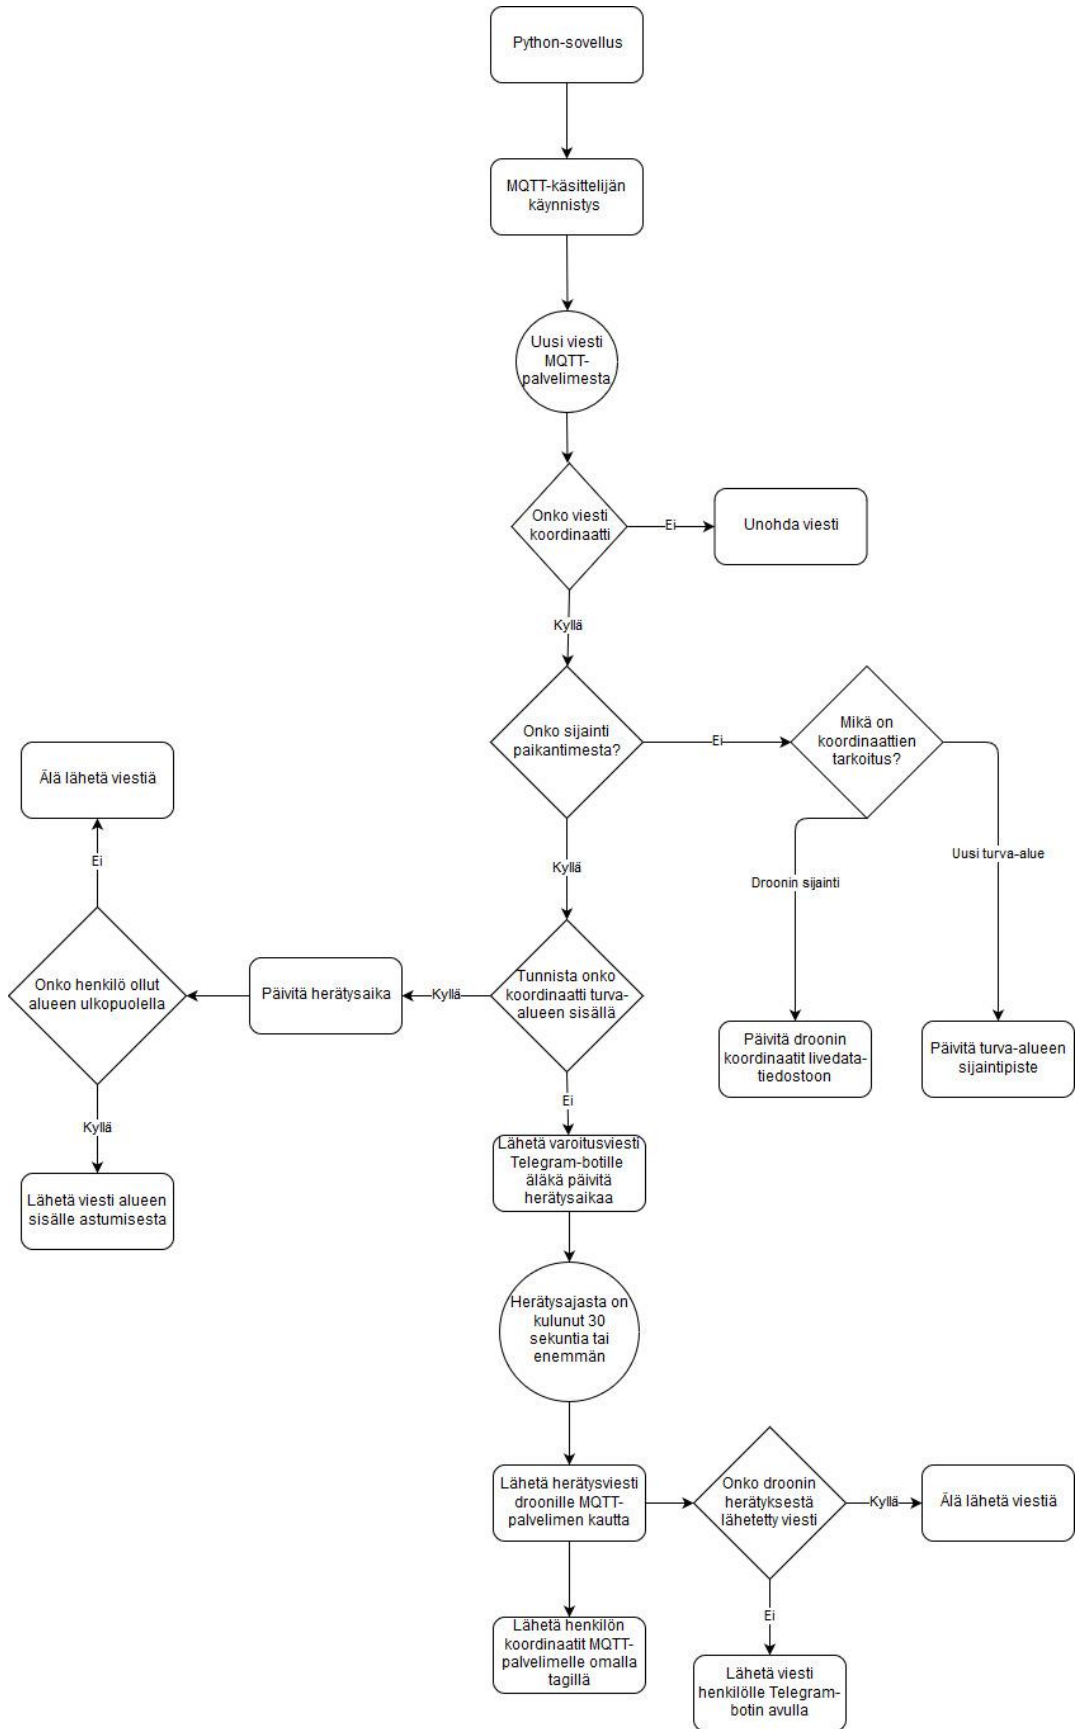 Python-sovellus
MQTT-käsittelijän
käynnistys
Uusi viesti
MQTT-
palvelimesta
Onko viesti
koordinaatti
Ei
Unohda viesti
Kyllä
Onko sijainti
paikantimesta?
Ei
Mikä on
koordinaattien
tarkoitus?
Älä lähetä viestiä
Ei
Kyllä
Droonin sijainti
Uusi turva-alue
Onko henkilö ollut
alueen ulkopuolella
Päivitä herätysaika
Kyllä
Tunnista onko
koordinaatti turva-
alueen sisällä
Päivitä droonin
koordinaatit livedata-
tiedostoon
Päivitä turva-alueen
sijaintipiste
Kyllä
Ei
Lähetä viesti alueen
sisälle astumisesta
Lähetä varoitusviesti
Telegram-botille
äläkä päivitä
herätysaikaa
Herätysajasta on
kulunut 30
sekuntia tai
enemmän
Lähetä herätysviesti
droonille MQTT-
palvelimen kautta
Onko droonin
herätyksestä
lähetetty viesti
Kyllä
Älä lähetä viestiä
Ei
Lähetä henkilön
koordinaatit MQTT-
palvelimelle omalla
tagillä
Lähetä viesti
henkilölle Telegram-
botin avulla